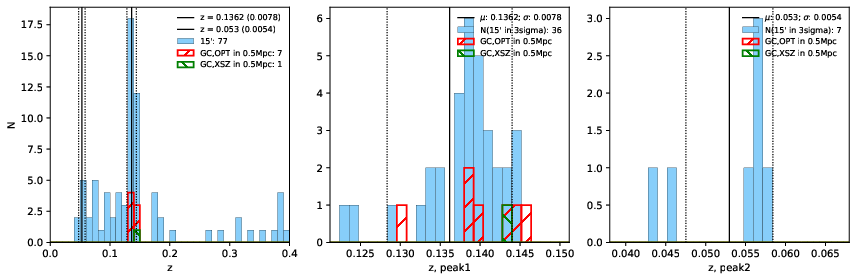 z = 0.1362 (0.0078)
z = 0.053 (0.0054)
15': 77
GC,OPT in 0.5Mpc: 7
GC,XSZ in 0.5Mpc: 1
N
17.5
15.0
12.5
10.0
7.5
5.0
2.5
0.0
0.0 0.1 0.2 0.3 0.4
z
μ: 0.1362; σ: 0.0078
N(15' in 3sigma): 36
GC,OPT in 0.5Mpc
GC,XSZ in 0.5Mpc
6
5
4
3
2
1
0
0.125 0.130 0.135 0.140 0.145 0.150
z, peak1
μ: 0.053; σ: 0.0054
N(15' in 3sigma): 7
GC,OPT in 0.5Mpc
GC,XSZ in 0.5Mpc
3.0
2.5
2.0
1.5
1.0
0.5
0.0
0.040 0.045 0.050 0.055 0.060 0.065
z, peak2